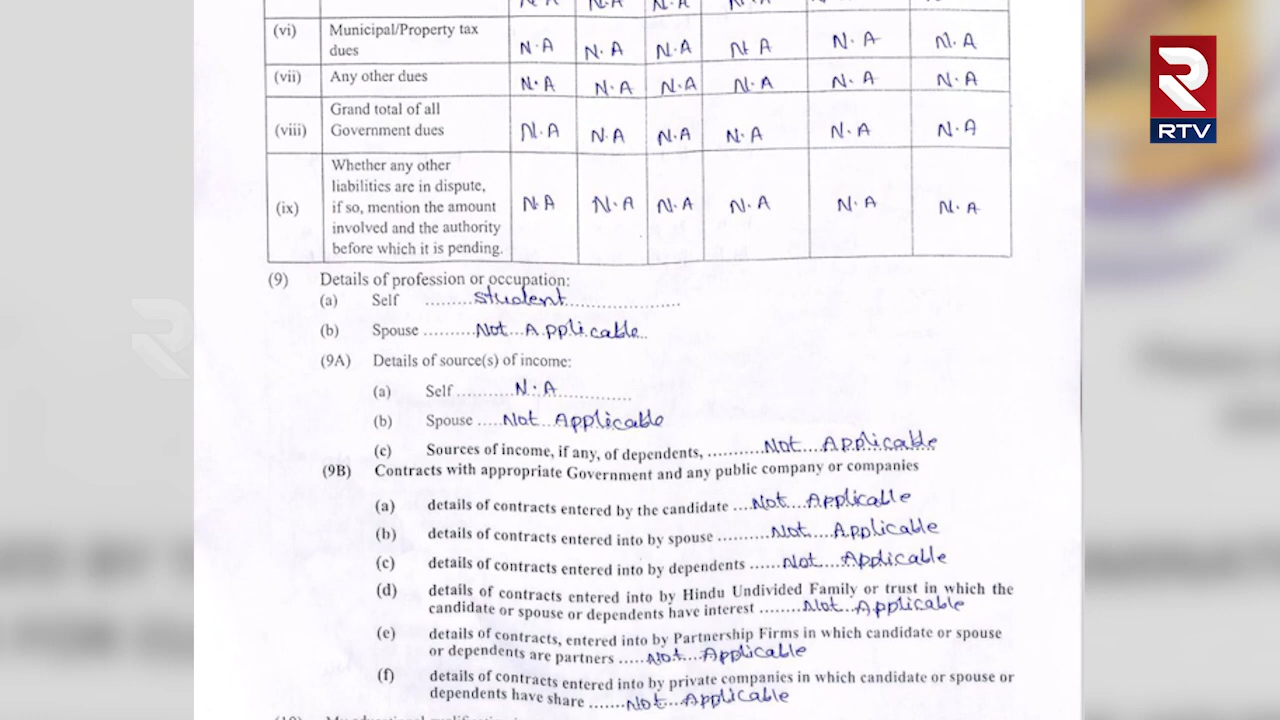 N.A N.A N.A N.A N.A N.A
(vi) Municipal/Property tax
dues N.A N.A N.A N.A N.A N.A
(vii) Any other dues N.A N.A N.A N.A N.A N.A
Grand total of all
(viii) Government dues N.A N.A N.A N.A N.A N.A
Whether any other
liabilities are in dispute,
(ix) if so, mention the amount N.A N.A N.A N.A N.A N.A
involved and the authority
before which it is pending.
(9) Details of profession or occupation:
(a) Self .........Student......................
(b) Spouse ..........Not...Applicable..
(9A) Details of source(s) of income:
(a) Self ............N.A................
(b) Spouse .....Not...Applicable
(c) Sources of income, if any, of dependents, ...........Not....Applicable
(9B) Contracts with appropriate Government and any public company or companies
(a) details of contracts entered by the candidate ....Not....Applicable
(b) details of contracts entered into by spouse ..........Not.....Applicable
(c) details of contracts entered into by dependents ......Not....Applicable
(d) details of contracts entered into by Hindu Undivided Family or trust in which the
candidate or spouse or dependents have interest ........Not...Applicable
(e) details of contracts, entered into by Partnership Firms in which candidate or spouse
or dependents are partners .....Not...Applicable
(f) details of contracts entered into by private companies in which candidate or spouse or
dependents have share .......Not...Applicable
RTV